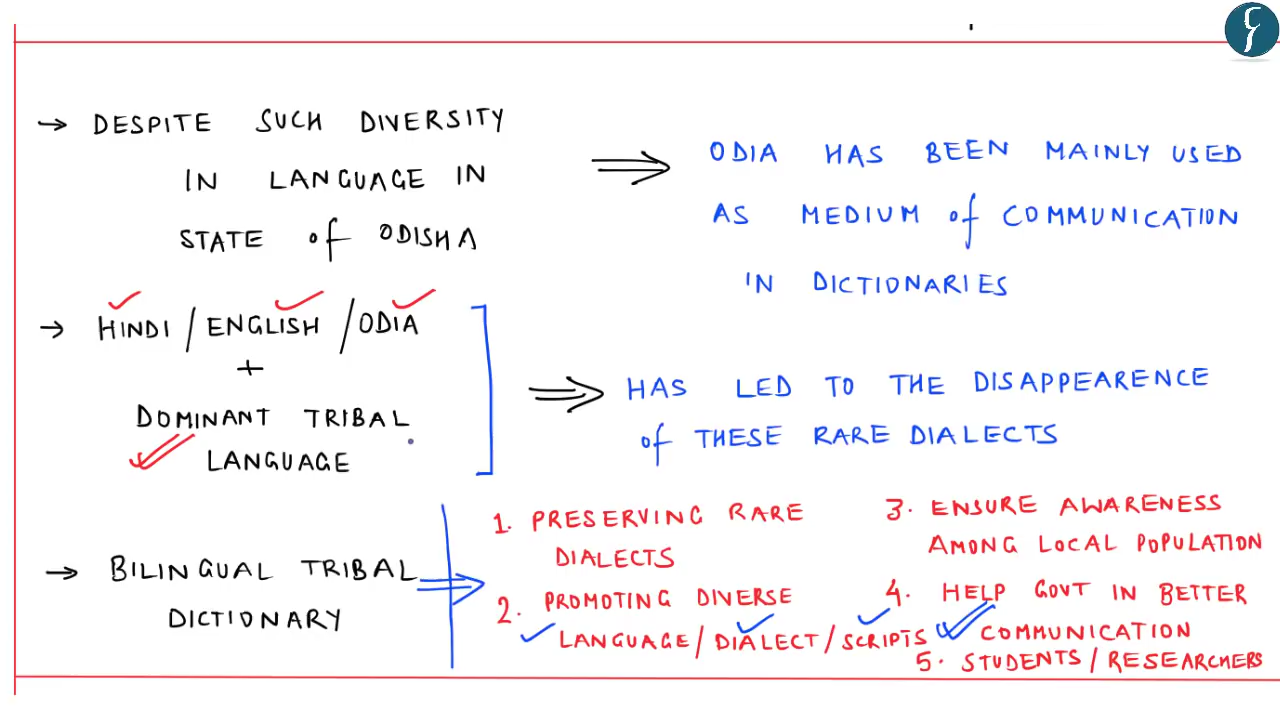 → DESPITE SUCH DIVERSITY
IN LANGUAGE IN
STATE of ODISHA
⇒ ODIA HAS BEEN MAINLY USED
AS MEDIUM of COMMUNICATION
IN DICTIONARIES
→ HINDI / ENGLISH / ODIA
+
DOMINANT TRIBAL
LANGUAGE
⇒ HAS LED TO THE DISAPPEARENCE
of THESE RARE DIALECTS
→ BILINGUAL TRIBAL
DICTIONARY
1. PRESERVING RARE
DIALECTS
2. PROMOTING DIVERSE
LANGUAGE / DIALECT / SCRIPTS
3. ENSURE AWARENESS
AMONG LOCAL POPULATION
4. HELP GOVT IN BETTER
COMMUNICATION
5. STUDENTS / RESEARCHERS